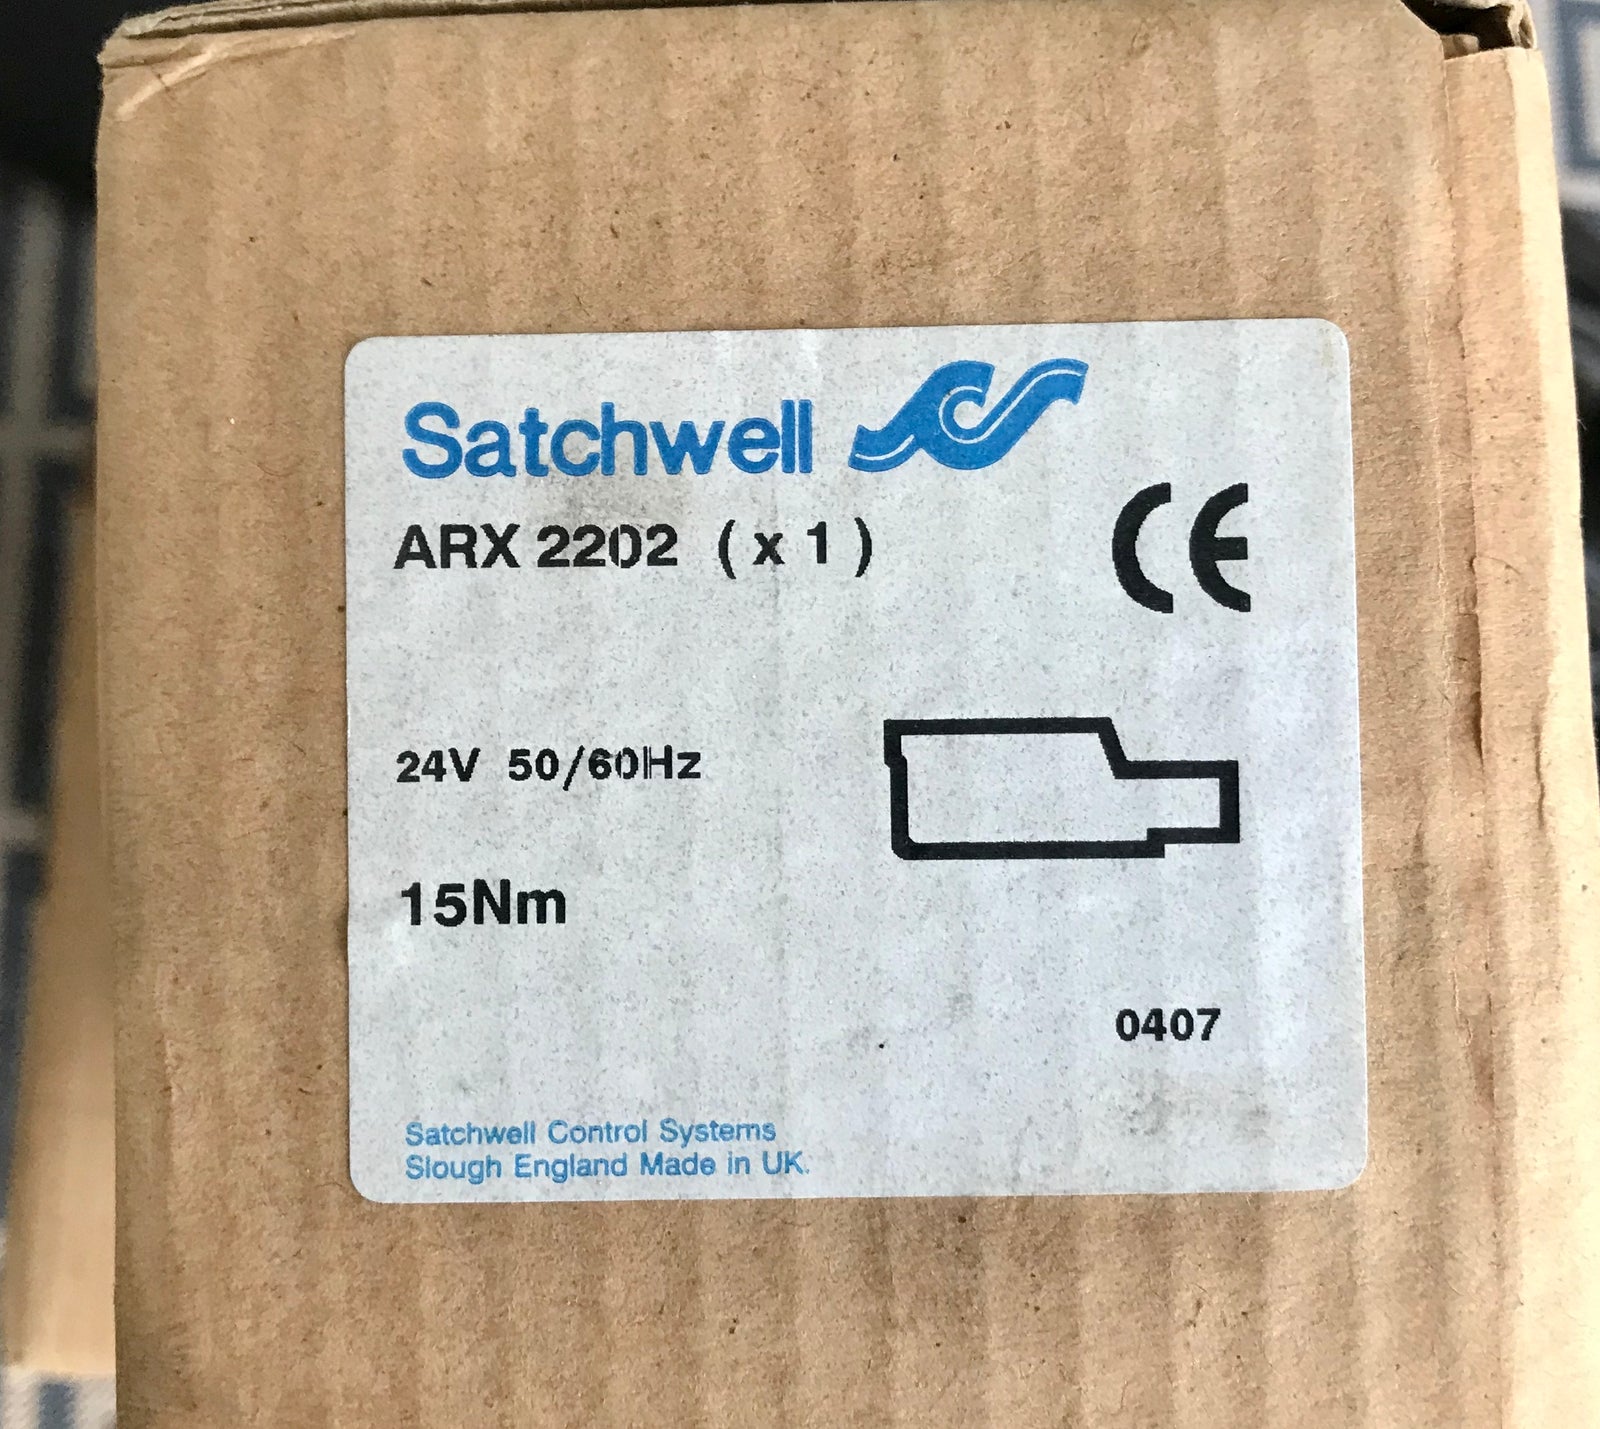 Satchwell
ARX 2202 ( x 1 )
CE
24V 50/60Hz
15Nm
0407
Satchwell Control Systems
Slough England Made in UK.